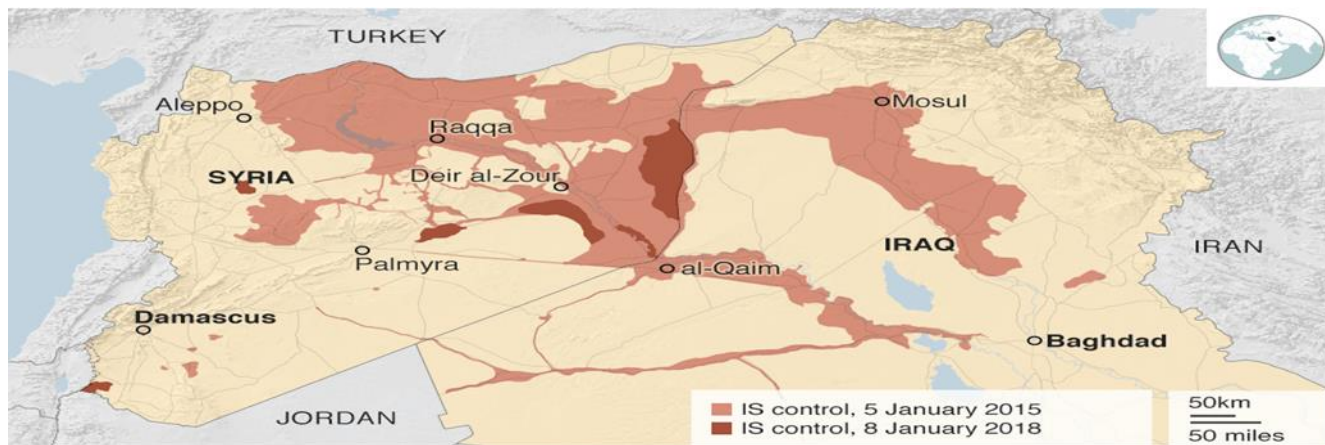 TURKEY
Aleppo
Mosul
Raqqa
SYRIA
Deir al-Zour
IRAQ
IRAN
Palmyra
al-Qaim
Damascus
Baghdad
JORDAN
IS control, 5 January 2015
IS control, 8 January 2018
50km
50 miles